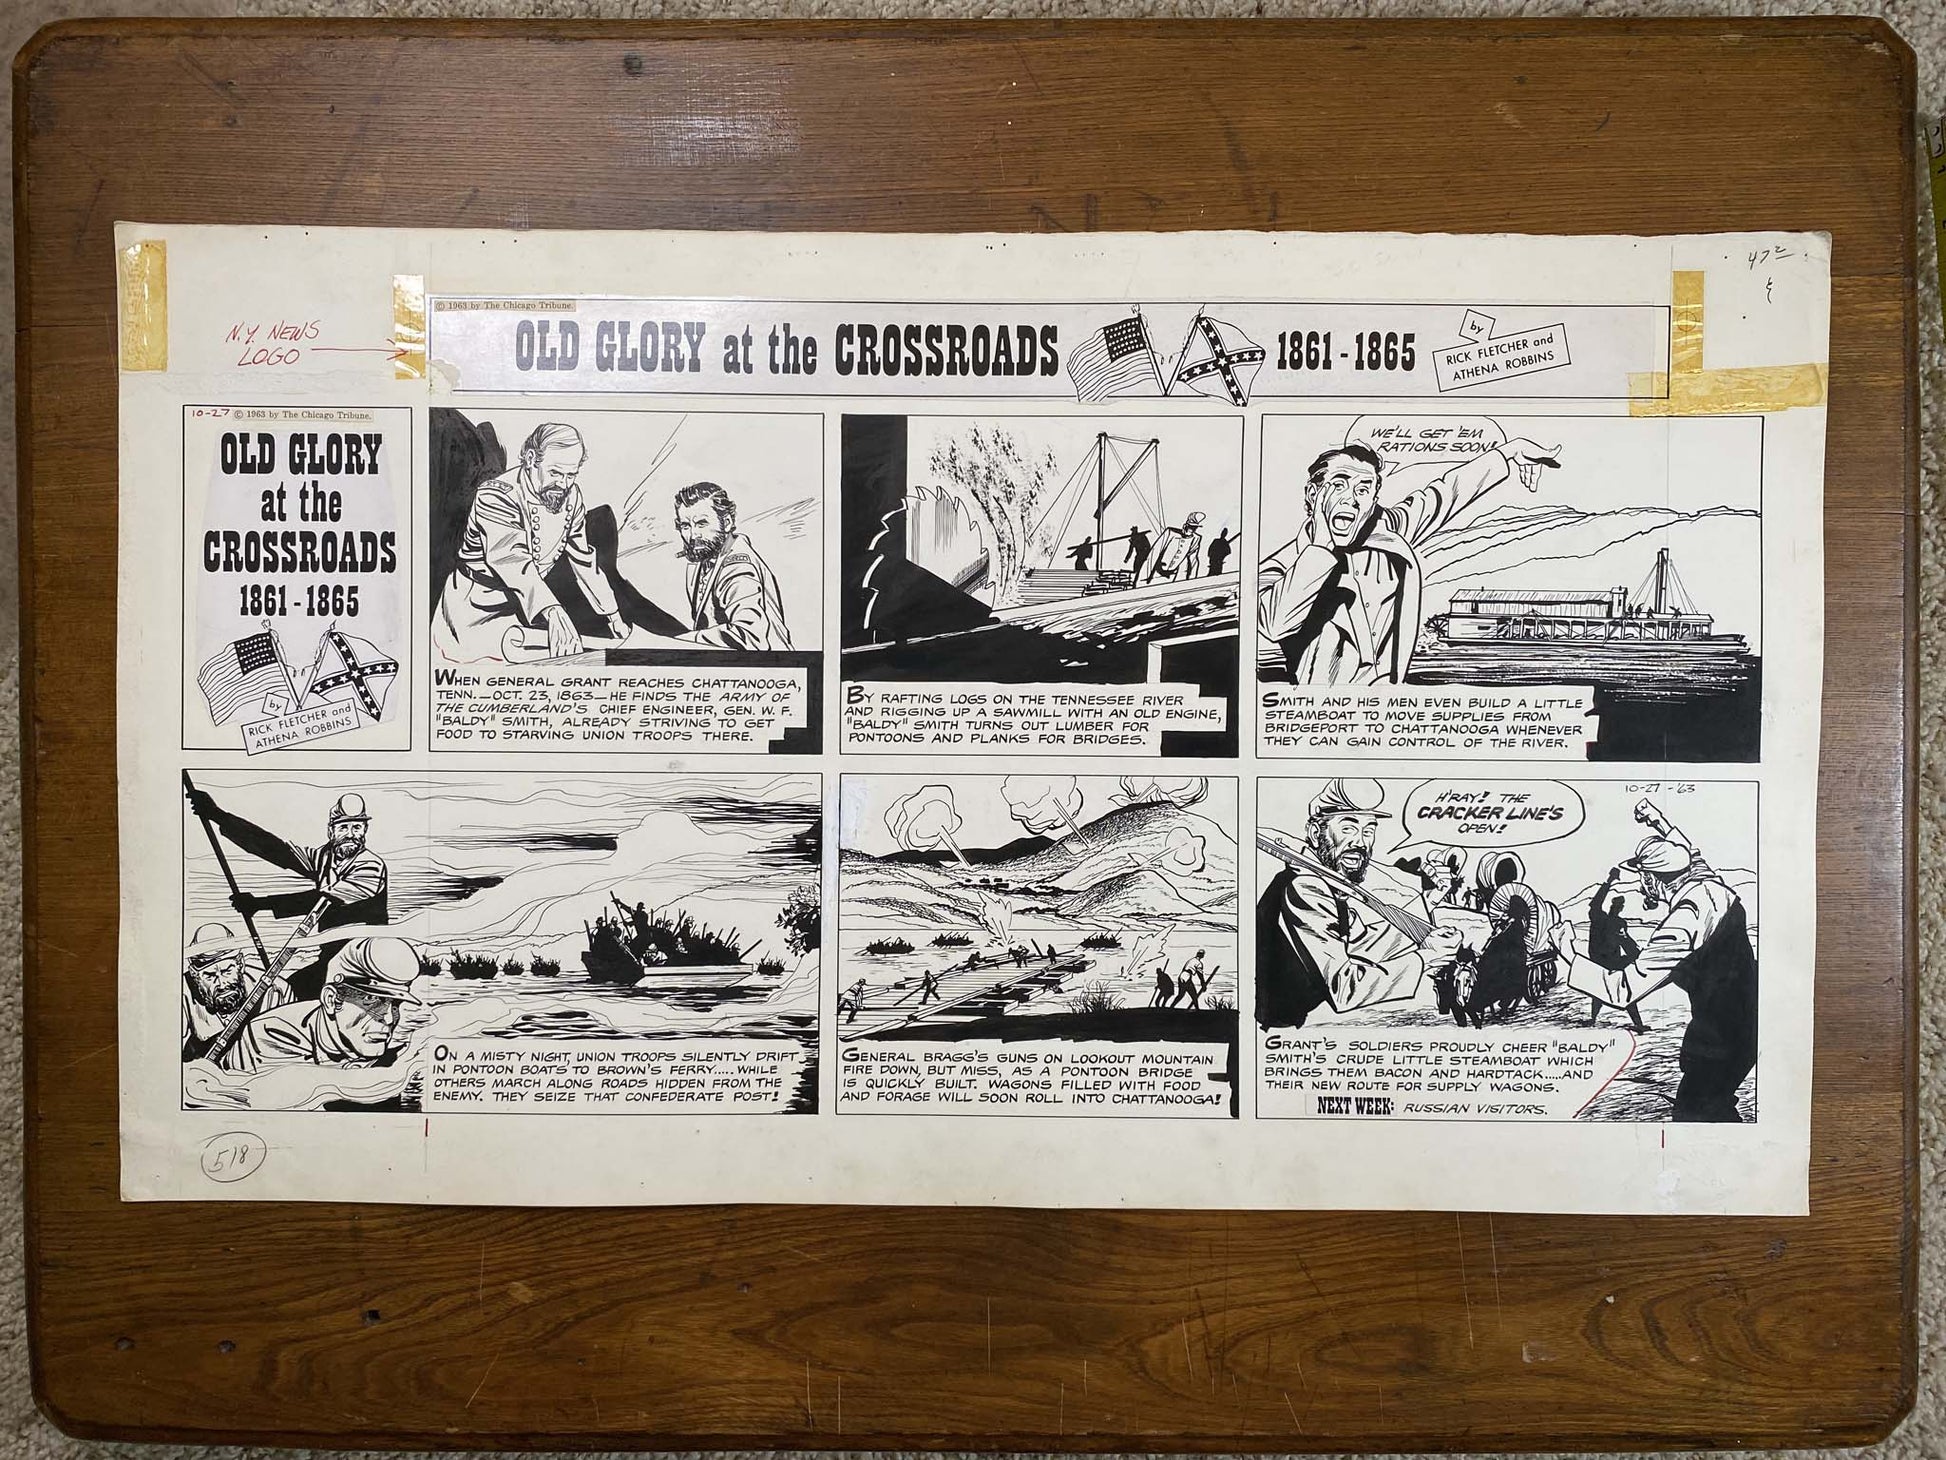 47 2
N.Y. NEWS
LOGO
© 1963 by The Chicago Tribune.
OLD GLORY at the CROSSROADS 1861-1865
by
RICK FLETCHER and
ATHENA ROBBINS
10-27 © 1963 by The Chicago Tribune.
OLD GLORY
at the
CROSSROADS
1861-1865
by
RICK FLETCHER and
ATHENA ROBBINS
WHEN GENERAL GRANT REACHES CHATTANOOGA,
TENN.—OCT. 23, 1863—HE FINDS THE ARMY OF
THE CUMBERLAND'S CHIEF ENGINEER, GEN. W. F.
"BALDY" SMITH, ALREADY STRIVING TO GET
FOOD TO STARVING UNION TROOPS THERE.
BY RAFTING LOGS ON THE TENNESSEE RIVER
AND RIGGING UP A SAWMILL WITH AN OLD ENGINE,
"BALDY" SMITH TURNS OUT LUMBER FOR
PONTOONS AND PLANKS FOR BRIDGES.
WE'LL GET 'EM
RATIONS SOON!
SMITH AND HIS MEN EVEN BUILD A LITTLE
STEAMBOAT TO MOVE SUPPLIES FROM
BRIDGEPORT TO CHATTANOOGA WHENEVER
THEY CAN GAIN CONTROL OF THE RIVER.
ON A MISTY NIGHT, UNION TROOPS SILENTLY DRIFT
IN PONTOON BOATS TO BROWN'S FERRY.....WHILE
OTHERS MARCH ALONG ROADS HIDDEN FROM THE
ENEMY. THEY SEIZE THAT CONFEDERATE POST!
GENERAL BRAGG'S GUNS ON LOOKOUT MOUNTAIN
FIRE DOWN, BUT MISS, AS A PONTOON BRIDGE
IS QUICKLY BUILT. WAGONS FILLED WITH FOOD
AND FORAGE WILL SOON ROLL INTO CHATTANOOGA!
H'RAY! THE
CRACKER LINE'S
OPEN!
10-27-'63
GRANT'S SOLDIERS PROUDLY CHEER "BALDY"
SMITH'S CRUDE LITTLE STEAMBOAT WHICH
BRINGS THEM BACON AND HARDTACK.....AND
THEIR NEW ROUTE FOR SUPPLY WAGONS.
NEXT WEEK: RUSSIAN VISITORS.
518